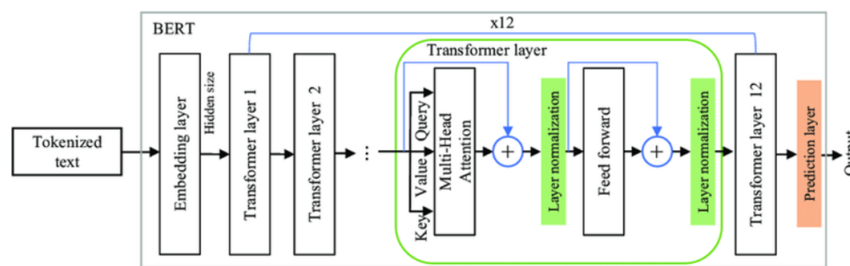 BERT
x12
Transformer layer
Tokenized
text
Embedding layer
Hidden size
Transformer layer 1
Transformer layer 2
...
Query
Value
Key
Multi-Head
Attention
+
Layer normalization
Feed forward
+
Layer normalization
Transformer layer 12
Prediction layer
Output